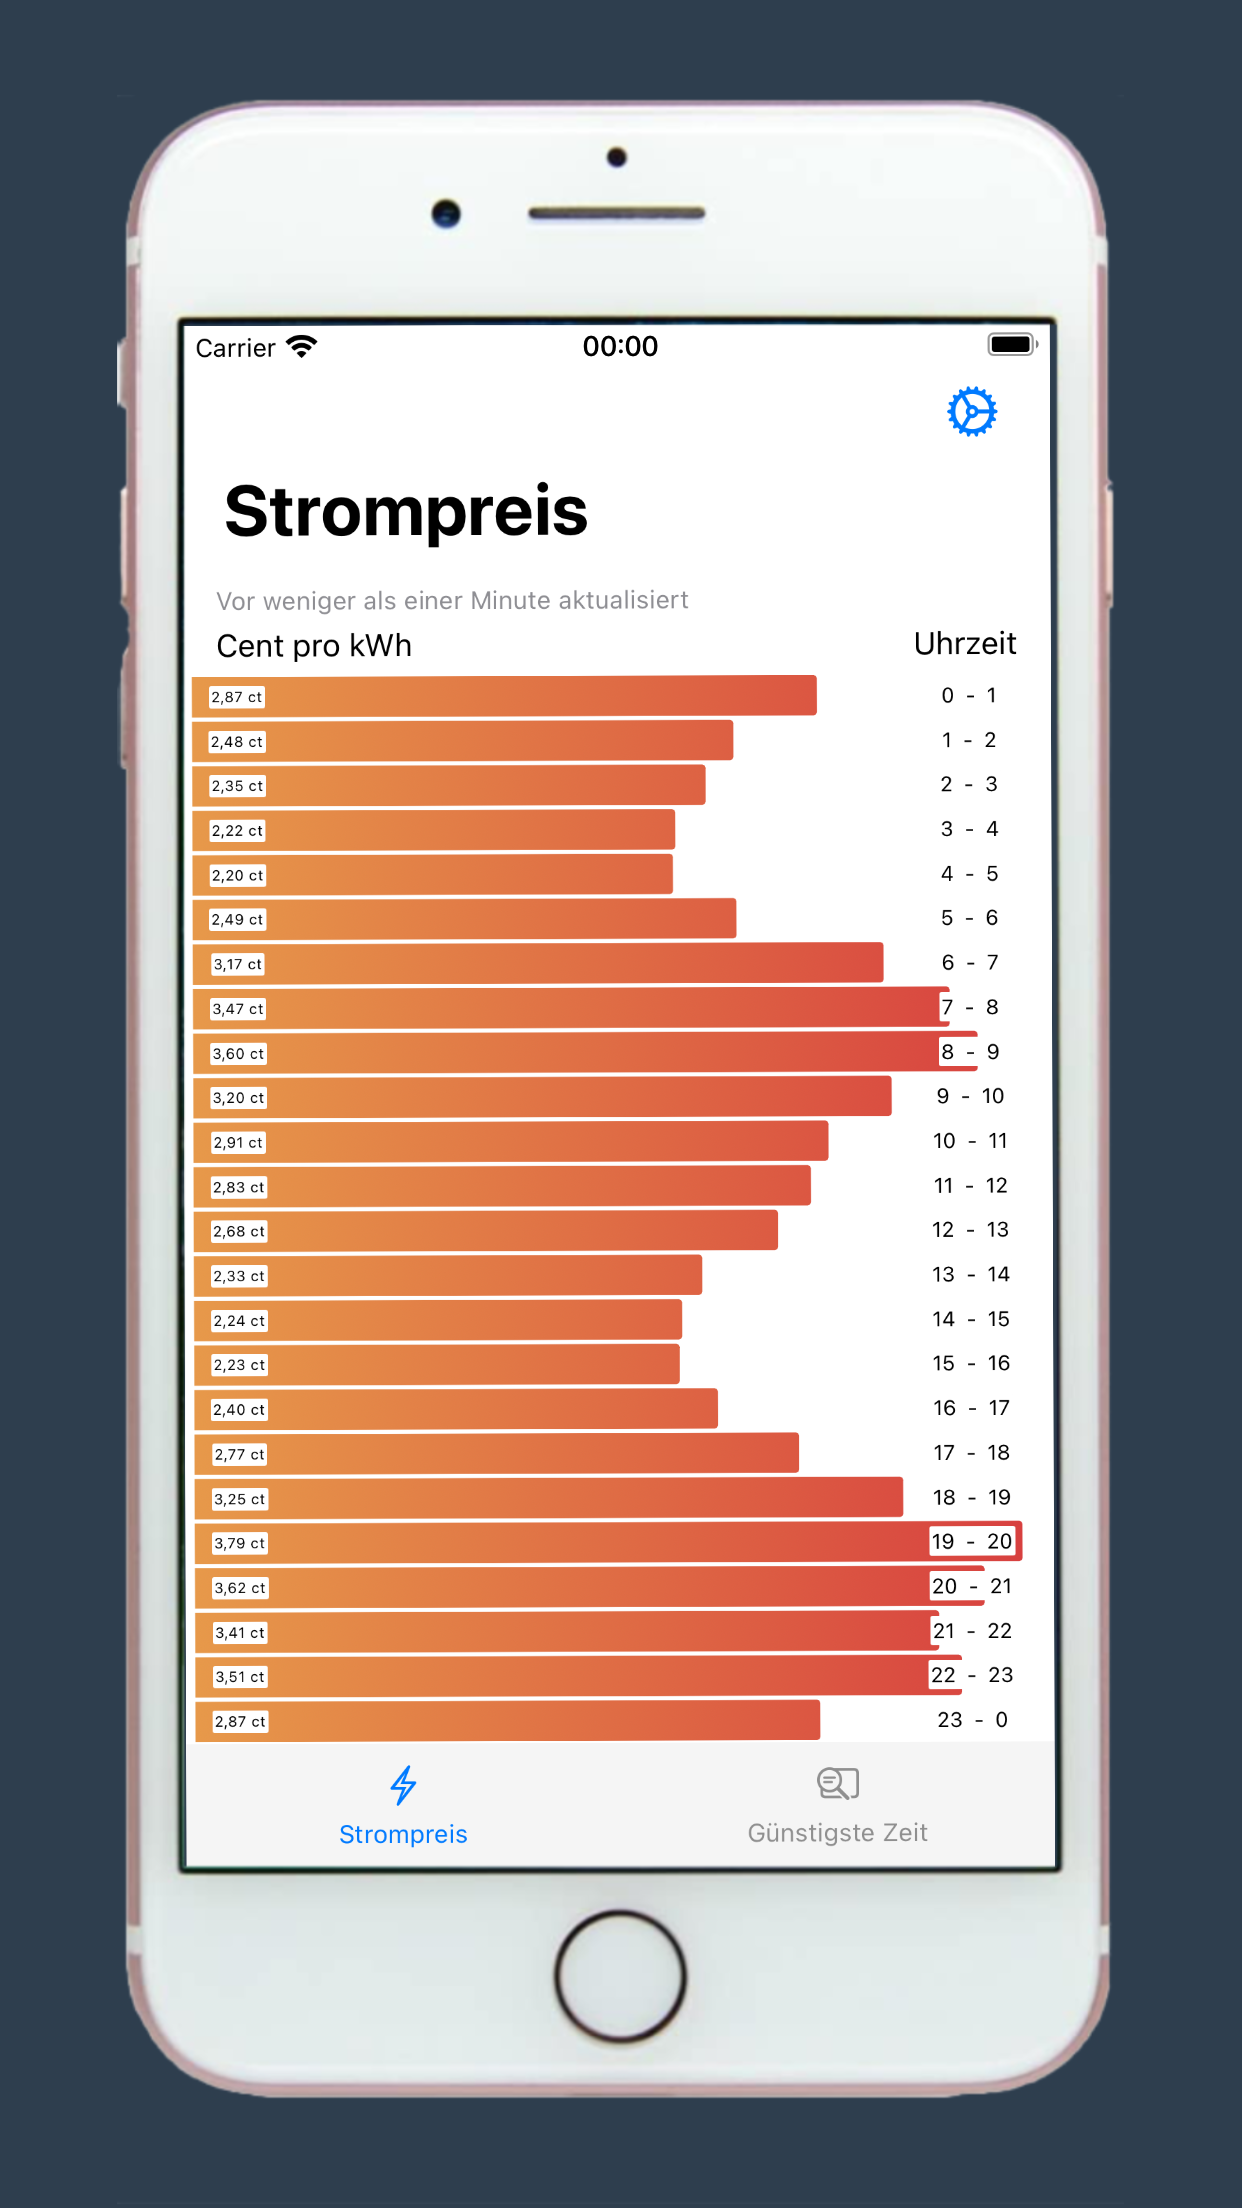 Carrier 00:00
Strompreis
Vor weniger als einer Minute aktualisiert
Cent pro kWh Uhrzeit
2,87 ct 0 - 1
2,48 ct 1 - 2
2,35 ct 2 - 3
2,22 ct 3 - 4
2,20 ct 4 - 5
2,49 ct 5 - 6
3,17 ct 6 - 7
3,47 ct 7 - 8
3,60 ct 8 - 9
3,20 ct 9 - 10
2,91 ct 10 - 11
2,83 ct 11 - 12
2,68 ct 12 - 13
2,33 ct 13 - 14
2,24 ct 14 - 15
2,23 ct 15 - 16
2,40 ct 16 - 17
2,77 ct 17 - 18
3,25 ct 18 - 19
3,79 ct 19 - 20
3,62 ct 20 - 21
3,41 ct 21 - 22
3,51 ct 22 - 23
2,87 ct 23 - 0
Strompreis Günstigste Zeit